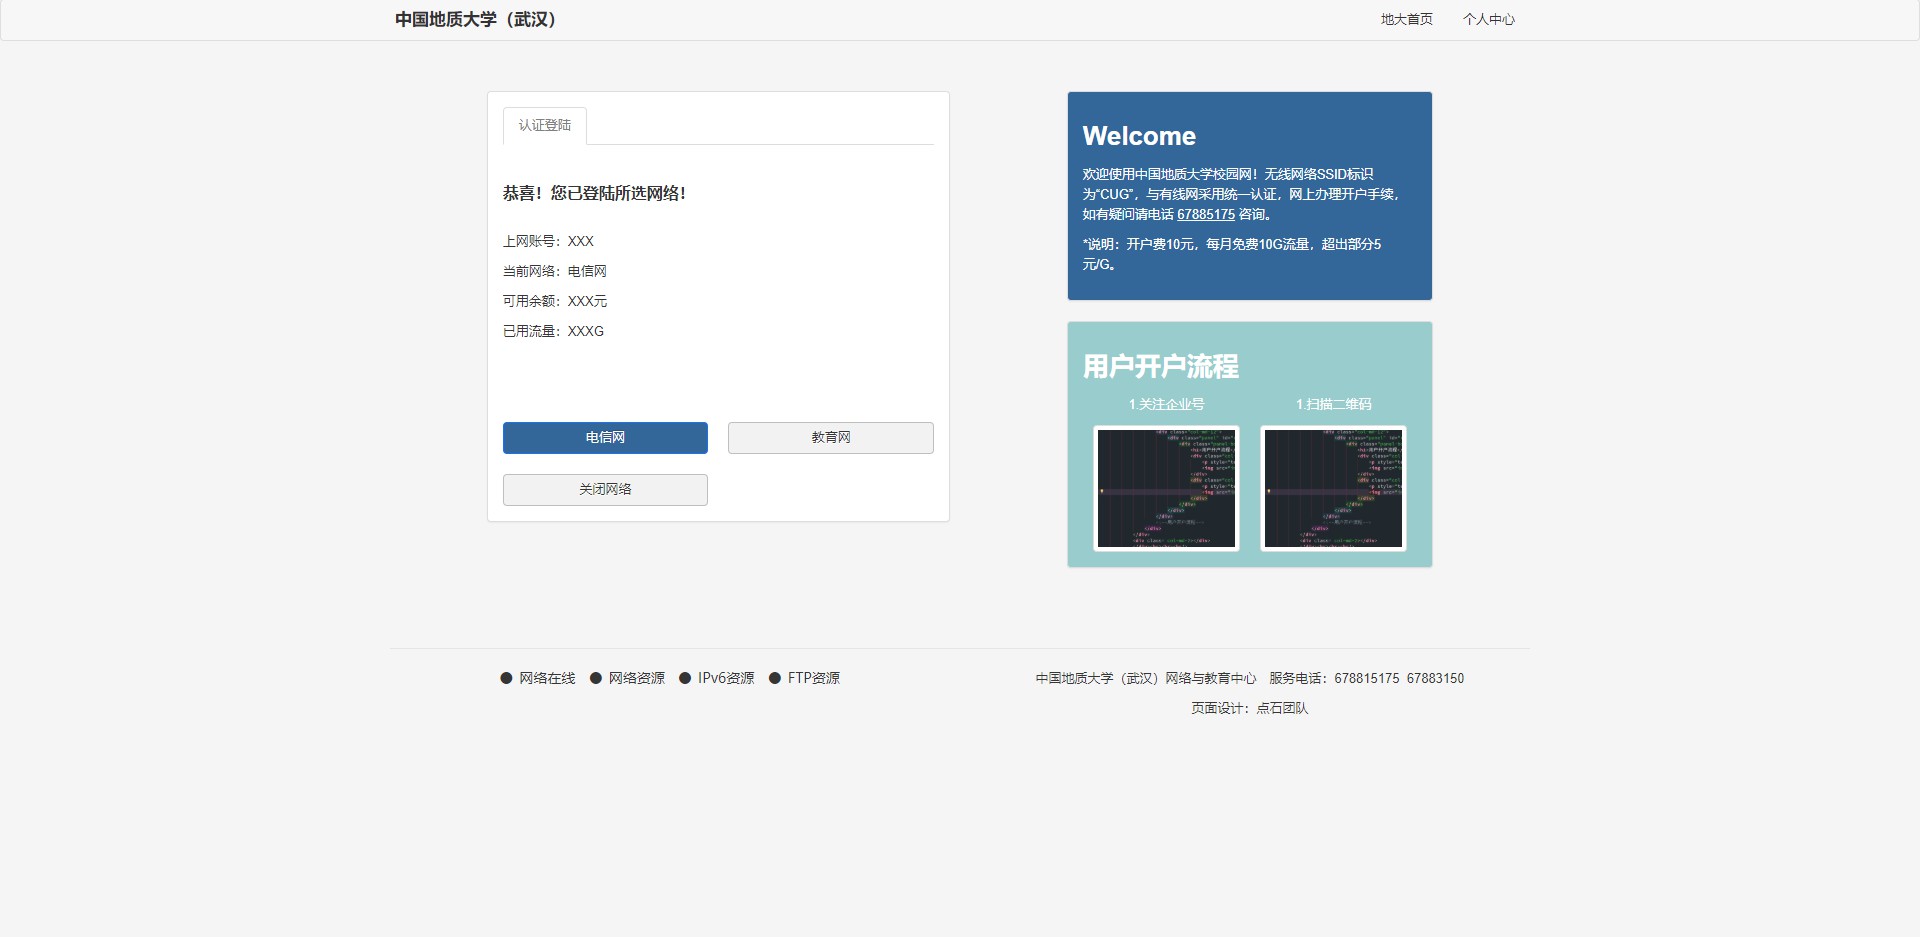 中国地质大学（武汉）
地大首页 个人中心
认证登陆
恭喜！您已登陆所选网络！
上网账号：XXX
当前网络：电信网
可用余额：XXX元
已用流量：XXXG
电信网 教育网
关闭网络
Welcome
欢迎使用中国地质大学校园网！无线网络SSID标识
为“CUG”，与有线网采用统一认证，网上办理开户手续，
如有疑问请电话 67885175 咨询。
*说明：开户费10元，每月免费10G流量，超出部分5
元/G。
用户开户流程
1.关注企业号 1.扫描二维码
● 网络在线 ● 网络资源 ● IPv6资源 ● FTP资源
中国地质大学（武汉）网络与教育中心 服务电话：678815175 67883150
页面设计：点石团队